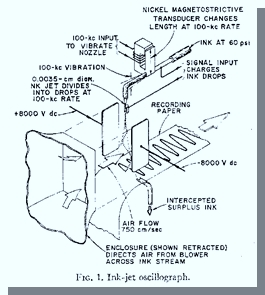 NICKEL MAGNETOSTRICTIVE
TRANSDUCER CHANGES
LENGTH AT 100-kc RATE
100-kc INPUT
TO VIBRATE
NOZZLE
INK AT 60 psi
100-kc VIBRATION
SIGNAL INPUT
CHARGES
INK DROPS
0.0035-cm diam.
INK JET DIVIDES
INTO DROPS AT
100-kc RATE
RECORDING
PAPER
+8000 V dc
-8000 V dc
INTERCEPTED
SURPLUS INK
AIR FLOW
750 cm/sec
ENCLOSURE (SHOWN RETRACTED)
DIRECTS AIR FROM BLOWER
ACROSS INK STREAM
FIG. 1. Ink-jet oscillograph.